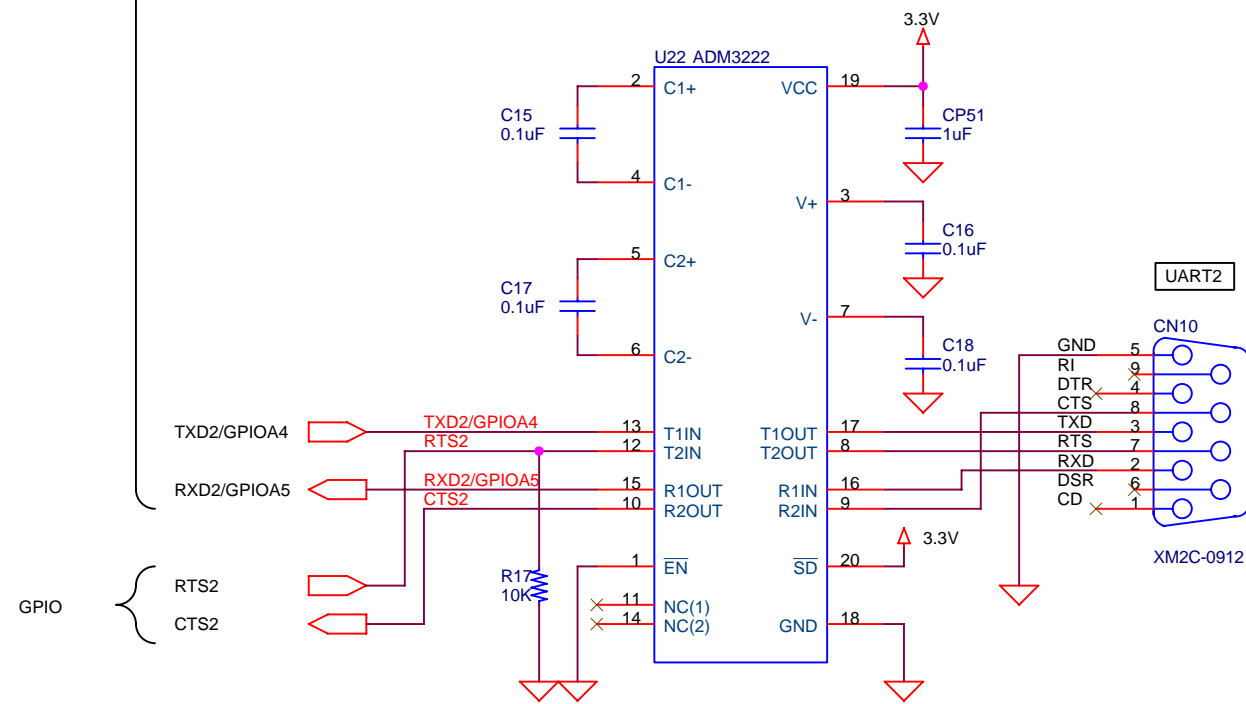 3.3V
U22 ADM3222
2 C1+ VCC 19
C15
0.1uF
CP51
1uF
4 C1-
V+ 3
5 C2+
C16
0.1uF
C17
0.1uF
UART2
V- 7
CN10
6 C2-
C18
0.1uF
GND 5
RI 9
DTR 4
CTS 8
TXD2/GPIOA4 TXD2/GPIOA4 13 T1IN T1OUT 17 TXD 3
RTS2 12 T2IN T2OUT 8 RTS 7
RXD 2
RXD2/GPIOA5 RXD2/GPIOA5 15 R1OUT R1IN 16 DSR 6
CTS2 10 R2OUT R2IN 9 CD 1
3.3V
XM2C-0912
1 EN SD 20
R17
10K
RTS2
GPIO
11 NC(1)
CTS2
14 NC(2) GND 18